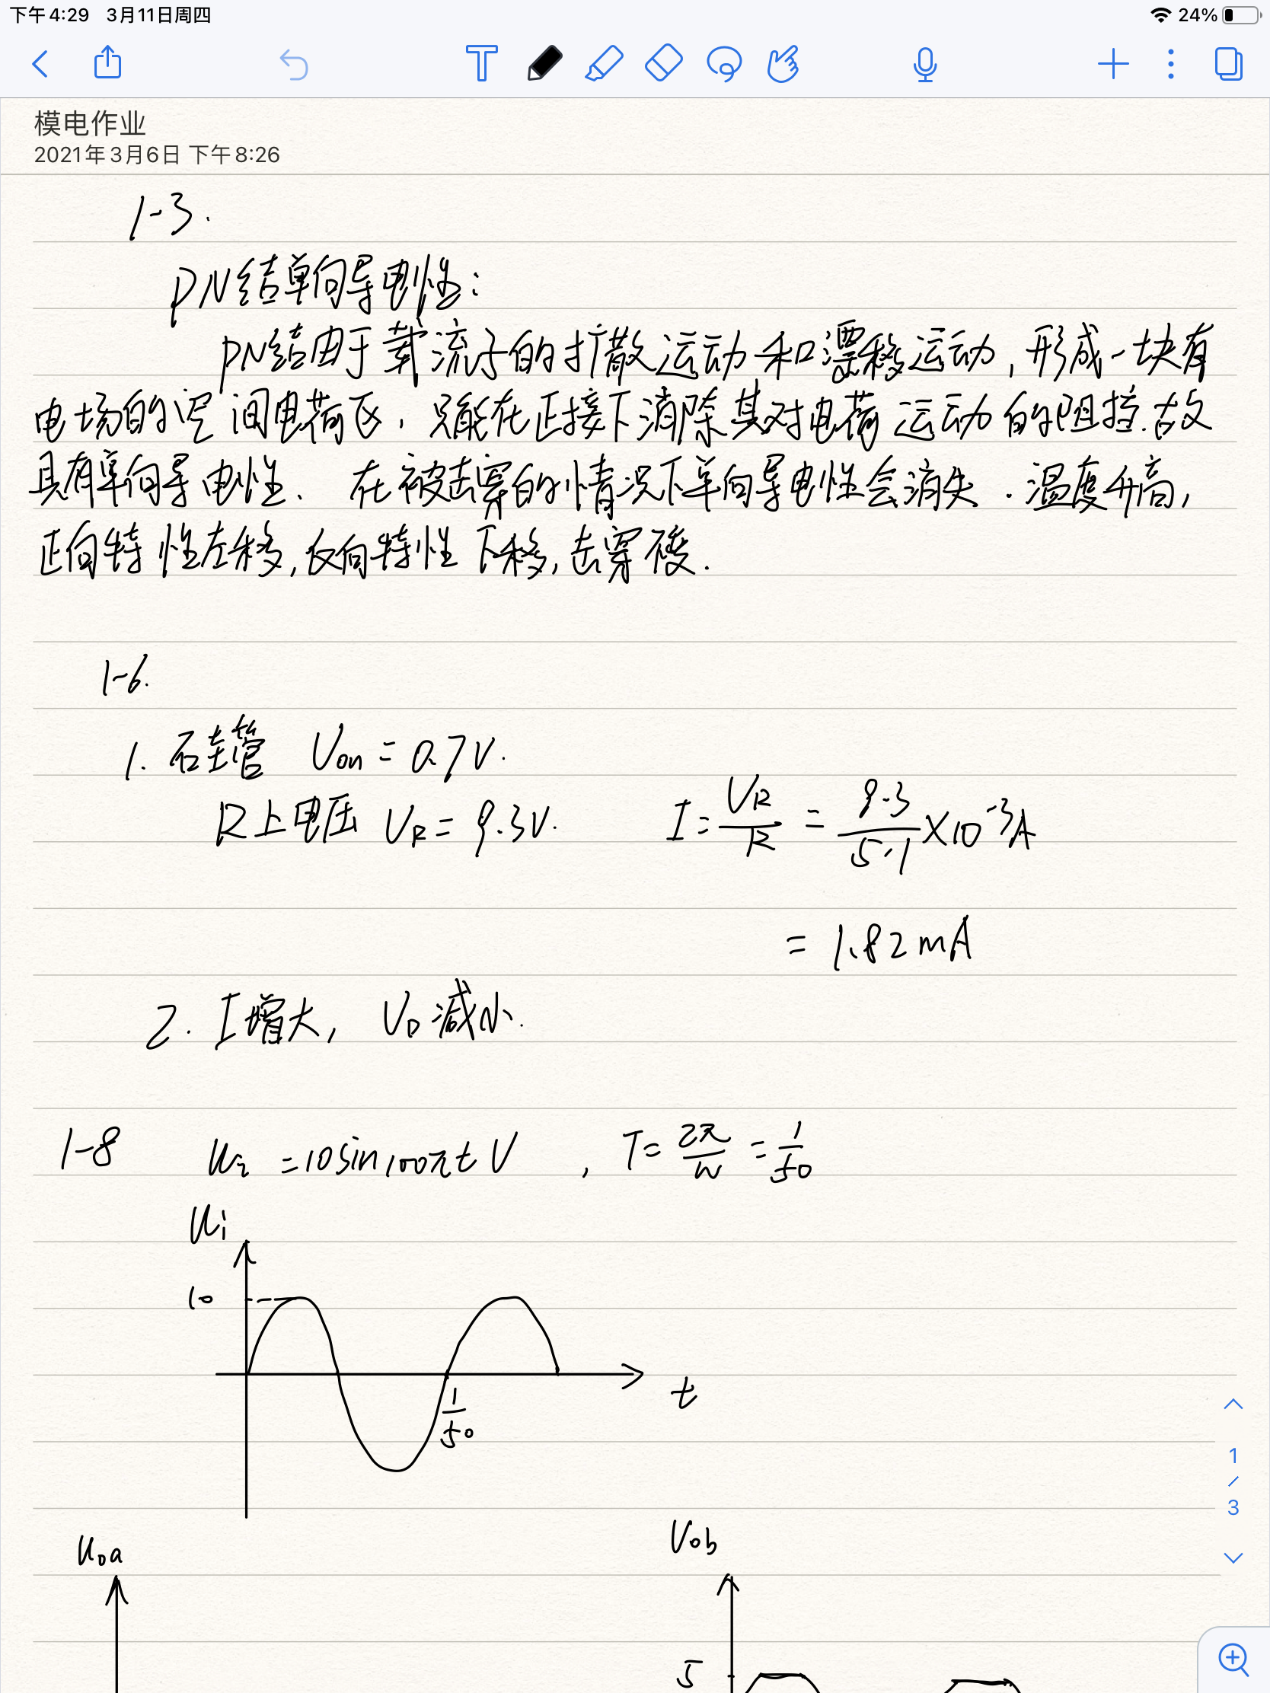 下午4:29 3月11日周四
24%
模电作业
2021年3月6日 下午8:26
1-3.
PN结单向导电性:
PN结由于载流子的扩散运动和漂移运动,形成一块有
电场的空间电荷区,只能在正接下消除其对电荷运动的阻拦.故
具有单向导电性. 在被击穿的情况下单向导电性会消失.温度升高,
正向特性左移,反向特性下移,击穿
1-6.
1. 硅管 Uon = 0.7V.
R上电压 UR = 9.3V. I = UR/R = 9.3/5.1 ×10⁻³A
= 1.82mA
2. I增大, UD减小.
1-8 ui = 10sin100πt V , T = 2π/w = 1/50
ui
10
t
1/50
1
/
3
uoa Uob
5